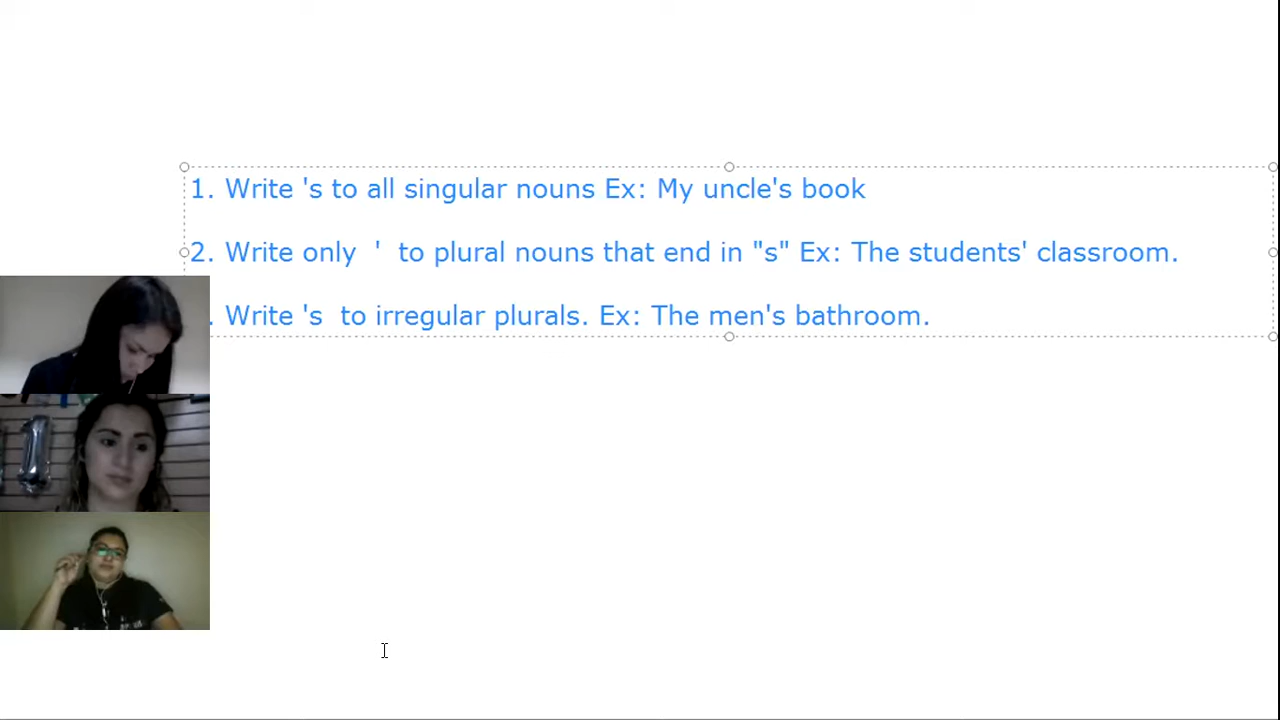 1. Write 's to all singular nouns Ex: My uncle's book
2. Write only ' to plural nouns that end in "s" Ex: The students' classroom.
. Write 's to irregular plurals. Ex: The men's bathroom.